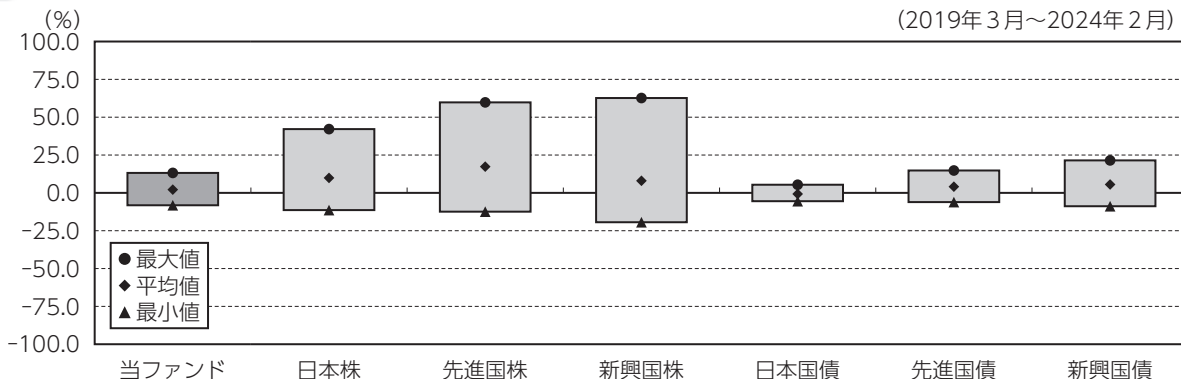 (%)
(2019年3月～2024年2月)
100.0
75.0
50.0
25.0
0.0
-25.0
-50.0
-75.0
-100.0
●最大値
◆平均値
▲最小値
当ファンド 日本株 先進国株 新興国株 日本国債 先進国債 新興国債